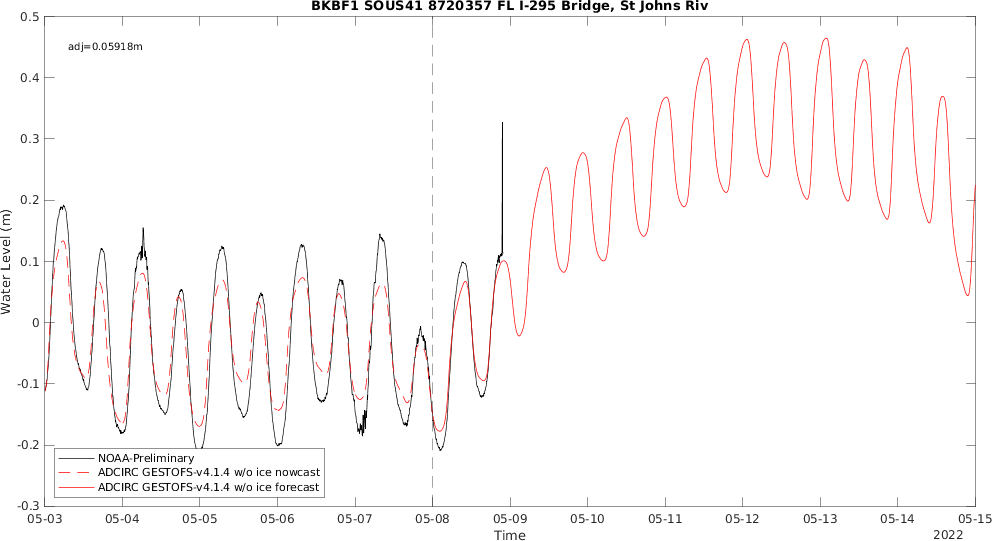 BKBF1 SOUS41 8720357 FL I-295 Bridge, St Johns Riv
adj=0.05918m
0.5
0.4
0.3
0.2
0.1
0
-0.1
-0.2
-0.3
Water Level (m)
NOAA-Preliminary
ADCIRC GESTOFS-v4.1.4 w/o ice nowcast
ADCIRC GESTOFS-v4.1.4 w/o ice forecast
05-03 05-04 05-05 05-06 05-07 05-08 05-09 05-10 05-11 05-12 05-13 05-14 05-15
Time
2022